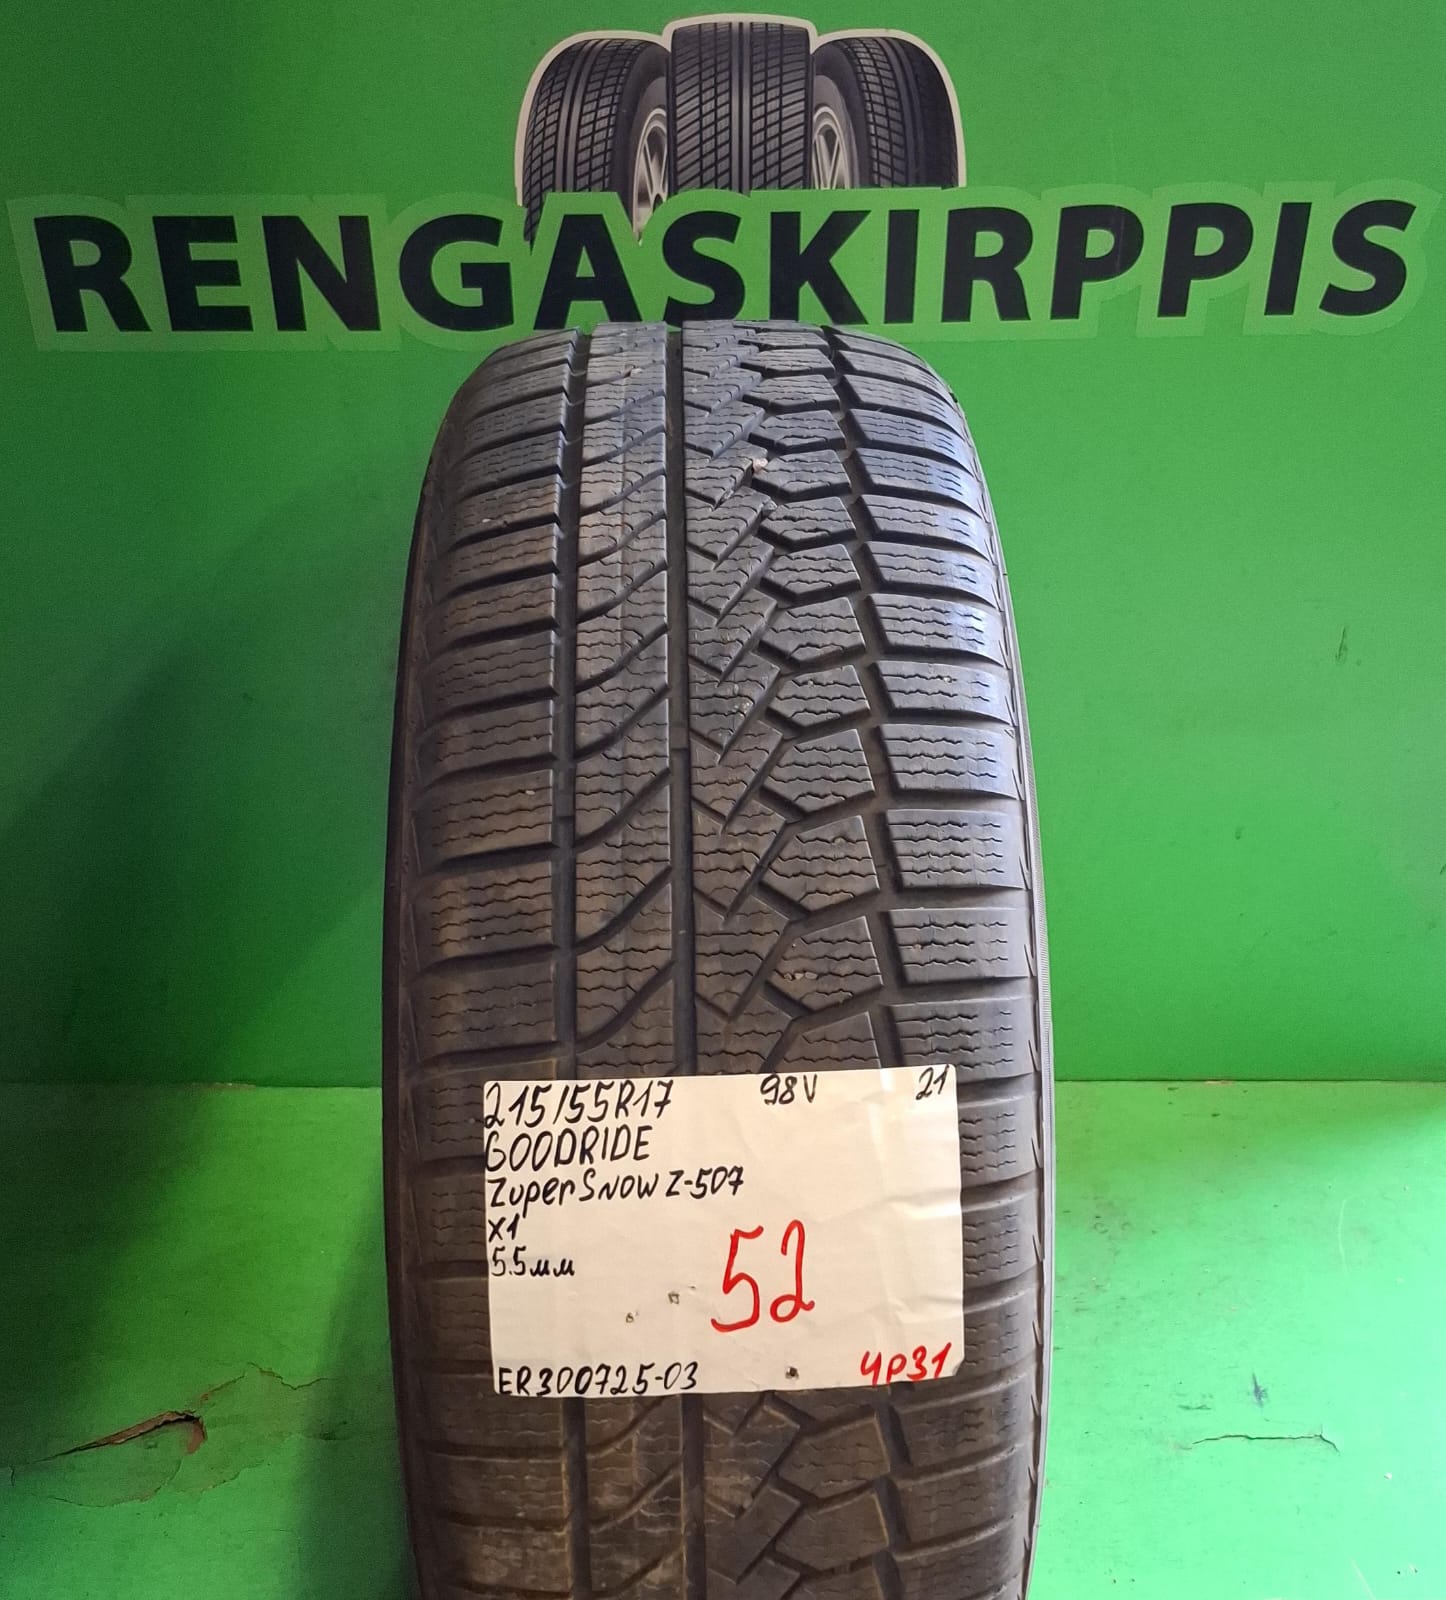 RENGASKIRPPIS
215/55R17 98V 21
GOODRIDE
ZuperSnow Z-507
X1
5.5мм
52
ER300725-03 4P31